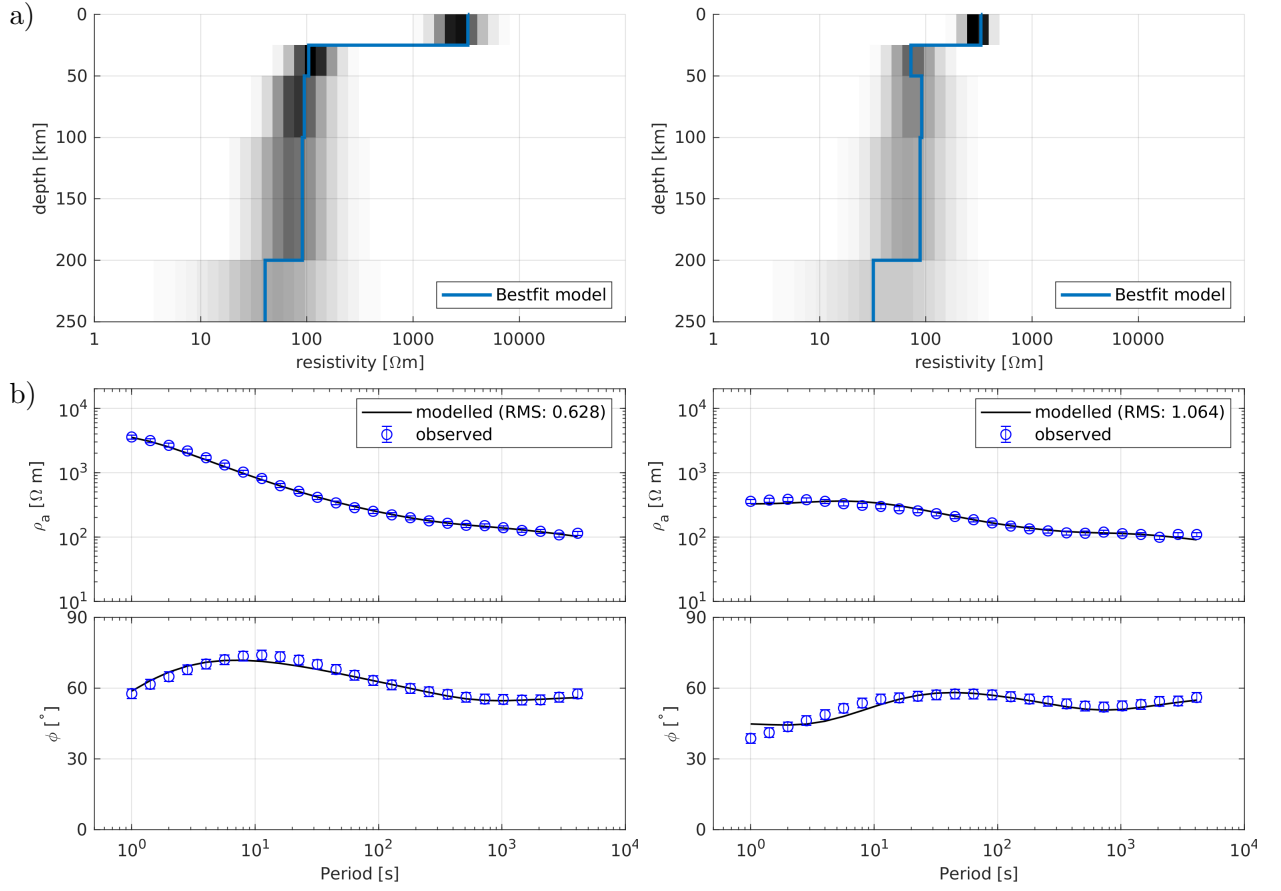 a)
0
50
100
150
200
250
depth [km]
1
10
100
1000
10000
resistivity [Ωm]
Bestfit model
0
50
100
150
200
250
depth [km]
1
10
100
1000
10000
resistivity [Ωm]
Bestfit model
b)
10⁴
10³
10²
10¹
ρₐ [Ω m]
modelled (RMS: 0.628)
observed
10⁴
10³
10²
10¹
ρₐ [Ω m]
modelled (RMS: 1.064)
observed
90
60
30
0
ϕ [°]
10⁰
10¹
10²
10³
10⁴
Period [s]
90
60
30
0
ϕ [°]
10⁰
10¹
10²
10³
10⁴
Period [s]